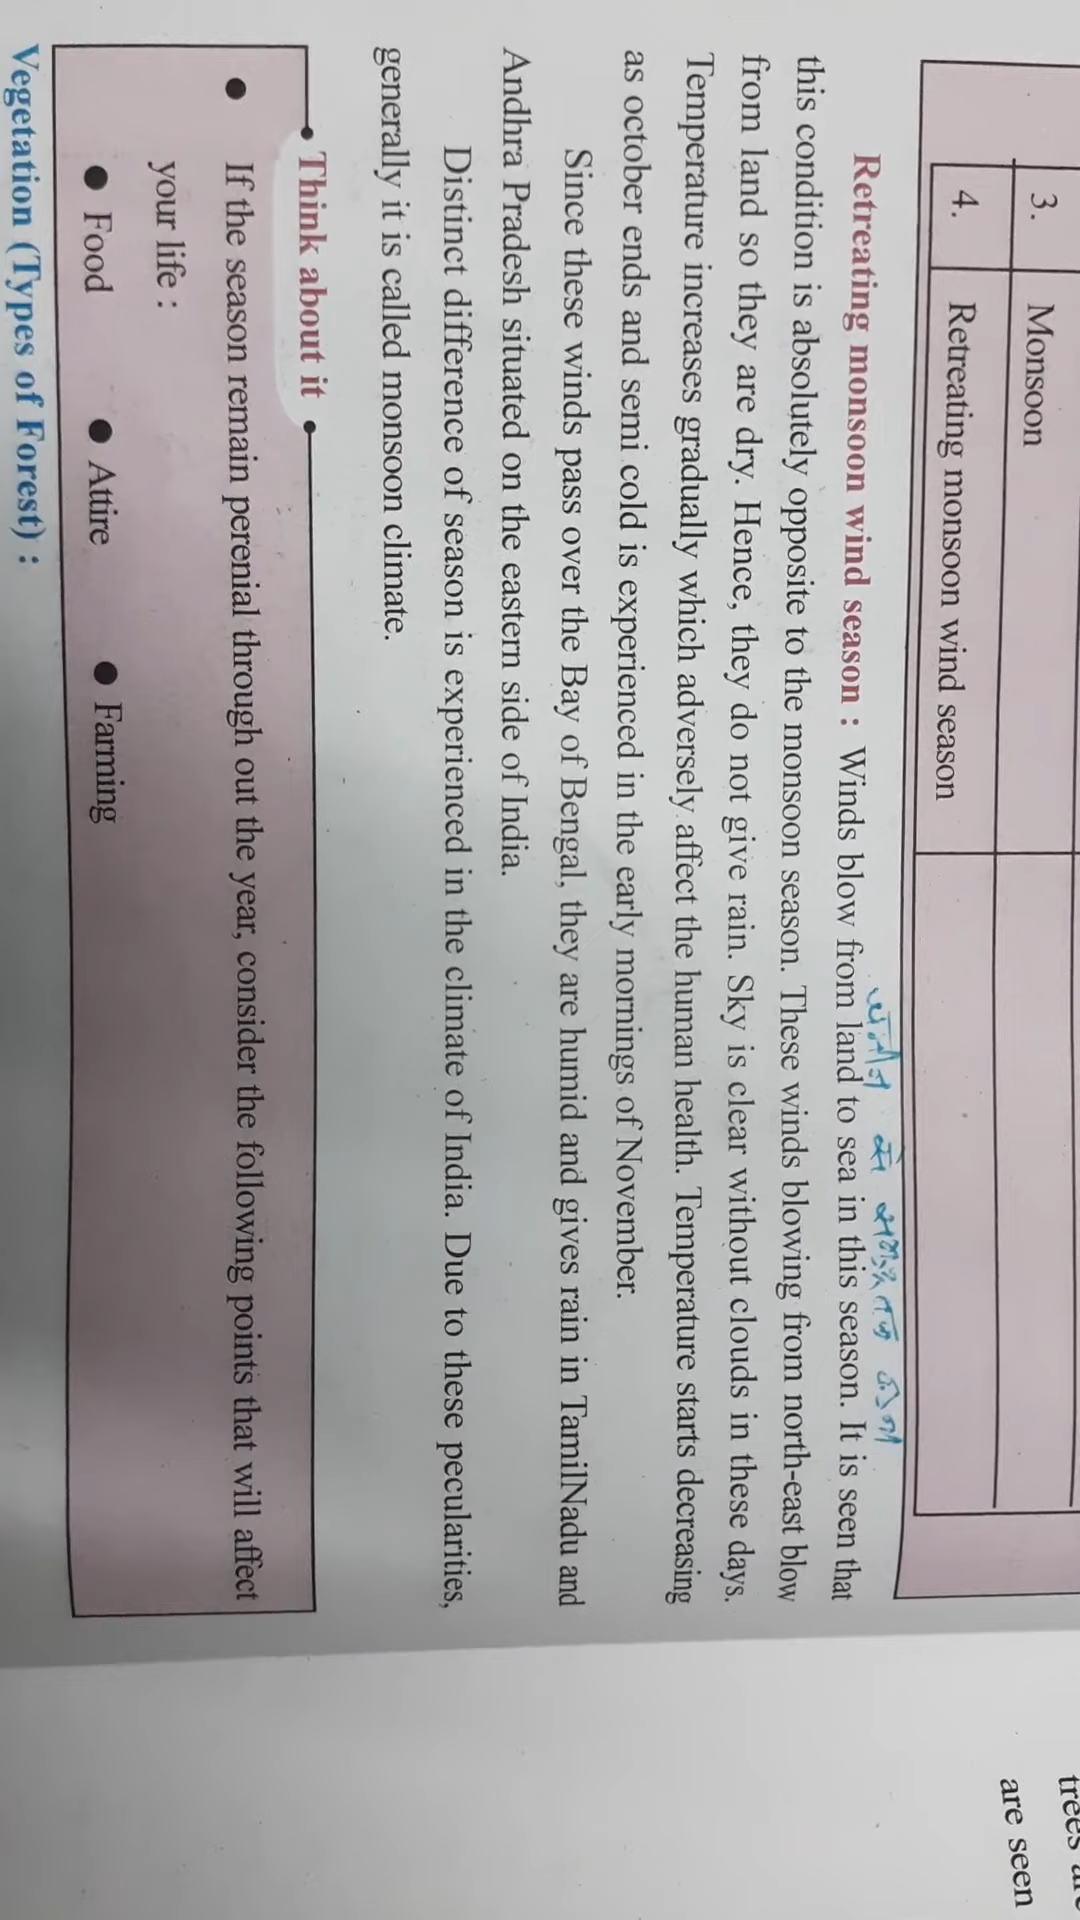 3. Monsoon
4. Retreating monsoon wind season
Retreating monsoon wind season : Winds blow from land to sea in this season. It is seen that
this condition is absolutely opposite to the monsoon season. These winds blowing from north-east blow
from land so they are dry. Hence, they do not give rain. Sky is clear without clouds in these days.
Temperature increases gradually which adversely affect the human health. Temperature starts decreasing
as october ends and semi cold is experienced in the early mornings of November.
Since these winds pass over the Bay of Bengal, they are humid and gives rain in TamilNadu and
Andhra Pradesh situated on the eastern side of India.
Distinct difference of season is experienced in the climate of India. Due to these pecularities,
generally it is called monsoon climate.
Think about it
● If the season remain perenial through out the year, consider the following points that will affect
your life :
● Food ● Attire ● Farming
Vegetation (Types of Forest) :
trees
are seen